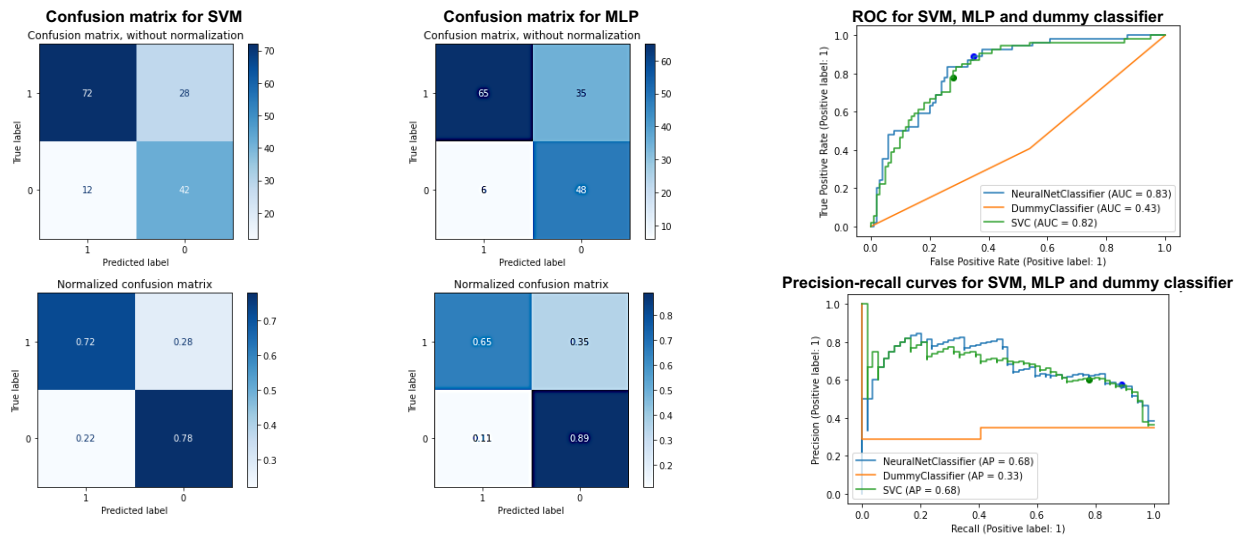 Confusion matrix for SVM
Confusion matrix, without normalization
1
0
72
28
12
42
1
0
True label
Predicted label
70
60
50
40
30
20
Normalized confusion matrix
1
0
0.72
0.28
0.22
0.78
1
0
True label
Predicted label
0.7
0.6
0.5
0.4
0.3
Confusion matrix for MLP
Confusion matrix, without normalization
1
0
65
35
6
48
1
0
True label
Predicted label
60
50
40
30
20
10
Normalized confusion matrix
1
0
0.65
0.35
0.11
0.89
1
0
True label
Predicted label
0.8
0.7
0.6
0.5
0.4
0.3
0.2
ROC for SVM, MLP and dummy classifier
1.0
0.8
0.6
0.4
0.2
0.0
True Positive Rate (Positive label: 1)
NeuralNetClassifier (AUC = 0.83)
DummyClassifier (AUC = 0.43)
SVC (AUC = 0.82)
0.0 0.2 0.4 0.6 0.8 1.0
False Positive Rate (Positive label: 1)
Precision-recall curves for SVM, MLP and dummy classifier
1.0
0.8
0.6
0.4
0.2
0.0
Precision (Positive label: 1)
NeuralNetClassifier (AP = 0.68)
DummyClassifier (AP = 0.33)
SVC (AP = 0.68)
0.0 0.2 0.4 0.6 0.8 1.0
Recall (Positive label: 1)